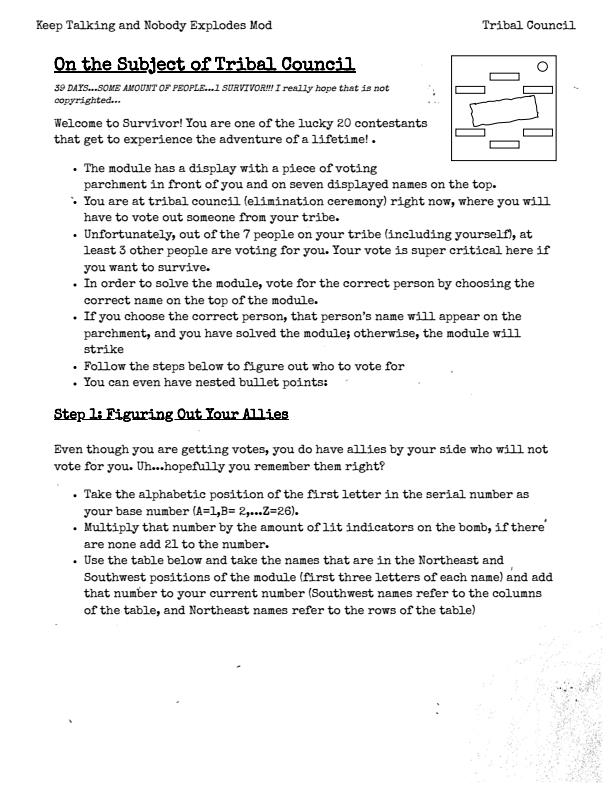 Keep Talking and Nobody Explodes Mod
Tribal Council
On the Subject of Tribal Council
39 DAYS...SOME AMOUNT OF PEOPLE...1 SURVIVOR!!! I really hope that is not
copyrighted...
Welcome to Survivor! You are one of the lucky 20 contestants
that get to experience the adventure of a lifetime! .
• The module has a display with a piece of voting
parchment in front of you and on seven displayed names on the top.
• You are at tribal council (elimination ceremony) right now, where you will
have to vote out someone from your tribe.
• Unfortunately, out of the 7 people on your tribe (including yourself), at
least 3 other people are voting for you. Your vote is super critical here if
you want to survive.
• In order to solve the module, vote for the correct person by choosing the
correct name on the top of the module.
• If you choose the correct person, that person's name will appear on the
parchment, and you have solved the module; otherwise, the module will
strike
• Follow the steps below to figure out who to vote for
• You can even have nested bullet points:
Step 1: Figuring Out Your Allies
Even though you are getting votes, you do have allies by your side who will not
vote for you. Uh...hopefully you remember them right?
• Take the alphabetic position of the first letter in the serial number as
your base number (A=1,B= 2,...Z=26).
• Multiply that number by the amount of lit indicators on the bomb, if there
are none add 21 to the number.
• Use the table below and take the names that are in the Northeast and
Southwest positions of the module (first three letters of each name) and add
that number to your current number (Southwest names refer to the columns
of the table, and Northeast names refer to the rows of the table)